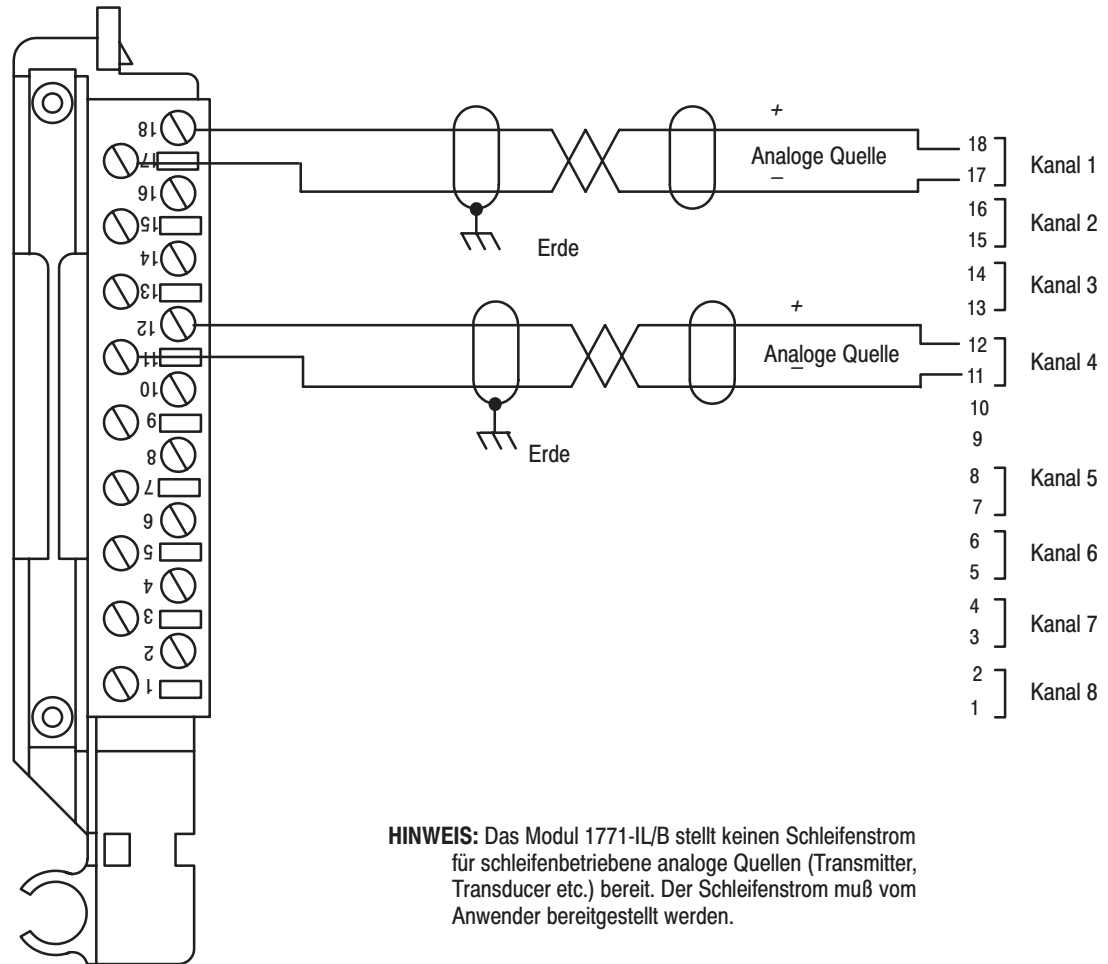 18
17
16
15
14
13
12
11
10
9
8
7
6
5
4
3
2
1
+
Analoge Quelle
–
Erde
+
Analoge Quelle
–
Erde
18
17
Kanal 1
16
15
Kanal 2
14
13
Kanal 3
12
11
Kanal 4
10
9
8
7
Kanal 5
6
5
Kanal 6
4
3
Kanal 7
2
1
Kanal 8
HINWEIS: Das Modul 1771-IL/B stellt keinen Schleifenstrom
für schleifenbetriebene analoge Quellen (Transmitter,
Transducer etc.) bereit. Der Schleifenstrom muß vom
Anwender bereitgestellt werden.